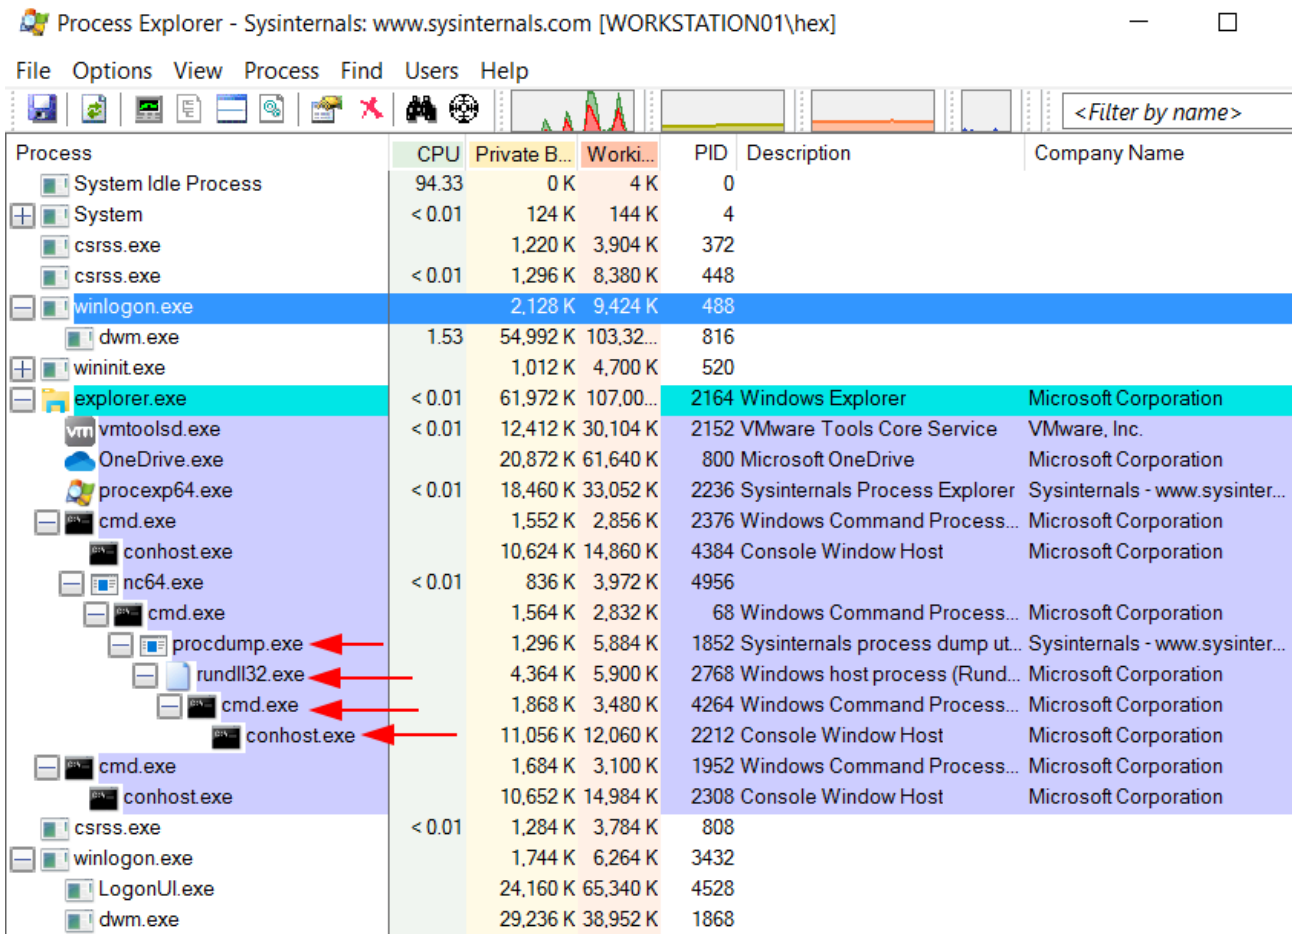 Process Explorer - Sysinternals: www.sysinternals.com [WORKSTATION01\hex]
File Options View Process Find Users Help
<Filter by name>
Process CPU Private B... Worki... PID Description Company Name
System Idle Process 94.33 0 K 4 K 0
System < 0.01 124 K 144 K 4
csrss.exe 1,220 K 3,904 K 372
csrss.exe < 0.01 1,296 K 8,380 K 448
winlogon.exe 2,128 K 9,424 K 488
dwm.exe 1.53 54,992 K 103,32... 816
wininit.exe 1,012 K 4,700 K 520
explorer.exe < 0.01 61,972 K 107,00... 2164 Windows Explorer Microsoft Corporation
vm vmtoolsd.exe < 0.01 12,412 K 30,104 K 2152 VMware Tools Core Service VMware, Inc.
OneDrive.exe 20,872 K 61,640 K 800 Microsoft OneDrive Microsoft Corporation
procexp64.exe < 0.01 18,460 K 33,052 K 2236 Sysinternals Process Explorer Sysinternals - www.sysinter...
cmd.exe 1,552 K 2,856 K 2376 Windows Command Process... Microsoft Corporation
conhost.exe 10,624 K 14,860 K 4384 Console Window Host Microsoft Corporation
nc64.exe < 0.01 836 K 3,972 K 4956
cmd.exe 1,564 K 2,832 K 68 Windows Command Process... Microsoft Corporation
procdump.exe 1,296 K 5,884 K 1852 Sysinternals process dump ut... Sysinternals - www.sysinter...
rundll32.exe 4,364 K 5,900 K 2768 Windows host process (Rund... Microsoft Corporation
cmd.exe 1,868 K 3,480 K 4264 Windows Command Process... Microsoft Corporation
conhost.exe 11,056 K 12,060 K 2212 Console Window Host Microsoft Corporation
cmd.exe 1,684 K 3,100 K 1952 Windows Command Process... Microsoft Corporation
conhost.exe 10,652 K 14,984 K 2308 Console Window Host Microsoft Corporation
csrss.exe < 0.01 1,284 K 3,784 K 808
winlogon.exe 1,744 K 6,264 K 3432
LogonUI.exe 24,160 K 65,340 K 4528
dwm.exe 29,236 K 38,952 K 1868